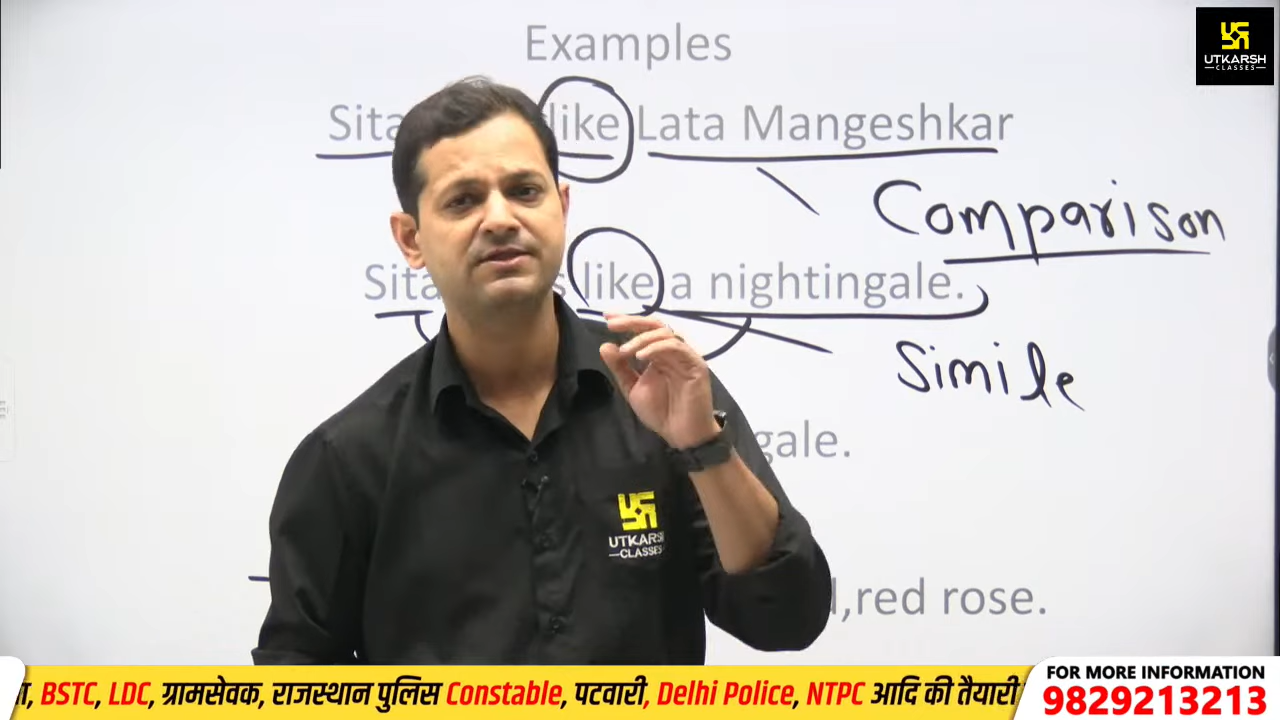 Examples
UTKARSH
CLASSES
Sita like Lata Mangeshkar
Comparison
Sita like a nightingale.
Simile
UTKARSH
CLASSES
,red rose.
BSTC, LDC, ग्रामसेवक, राजस्थान पुलिस Constable, पटवारी, Delhi Police, NTPC आदि की तैयारी
FOR MORE INFORMATION
9829213213